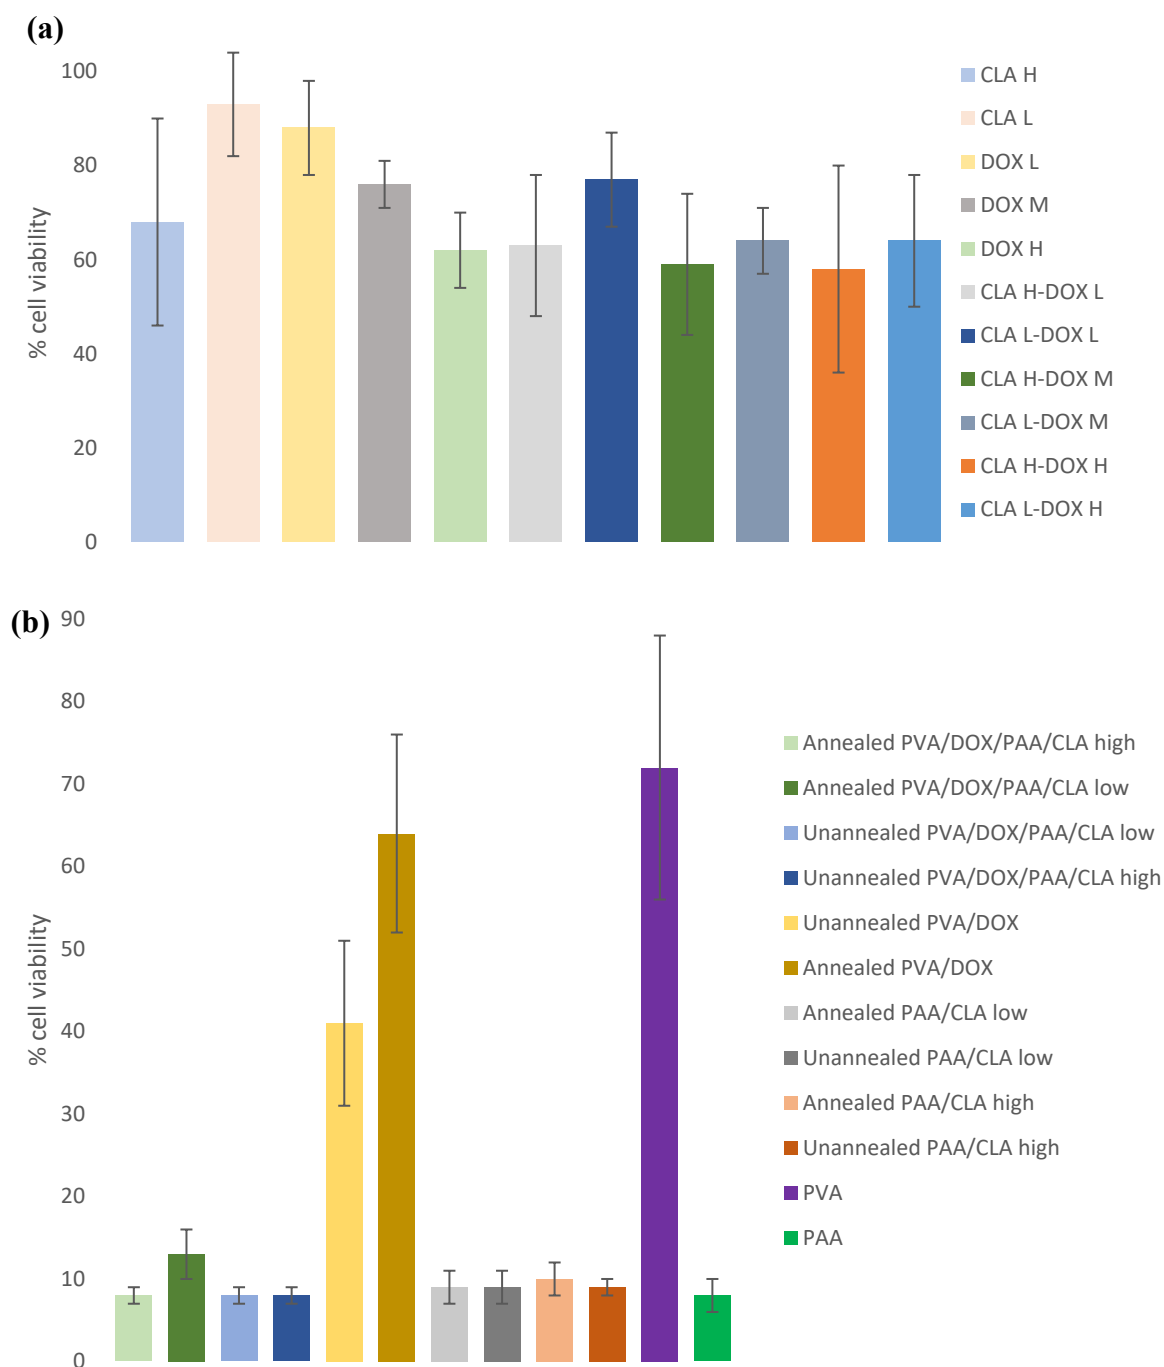 (a)
100
80
60
40
20
0
% cell viability
CLA H
CLA L
DOX L
DOX M
DOX H
CLA H-DOX L
CLA L-DOX L
CLA H-DOX M
CLA L-DOX M
CLA H-DOX H
CLA L-DOX H
(b)
90
80
70
60
50
40
30
20
10
0
% cell viability
Annealed PVA/DOX/PAA/CLA high
Annealed PVA/DOX/PAA/CLA low
Unannealed PVA/DOX/PAA/CLA low
Unannealed PVA/DOX/PAA/CLA high
Unannealed PVA/DOX
Annealed PVA/DOX
Annealed PAA/CLA low
Unannealed PAA/CLA low
Annealed PAA/CLA high
Unannealed PAA/CLA high
PVA
PAA